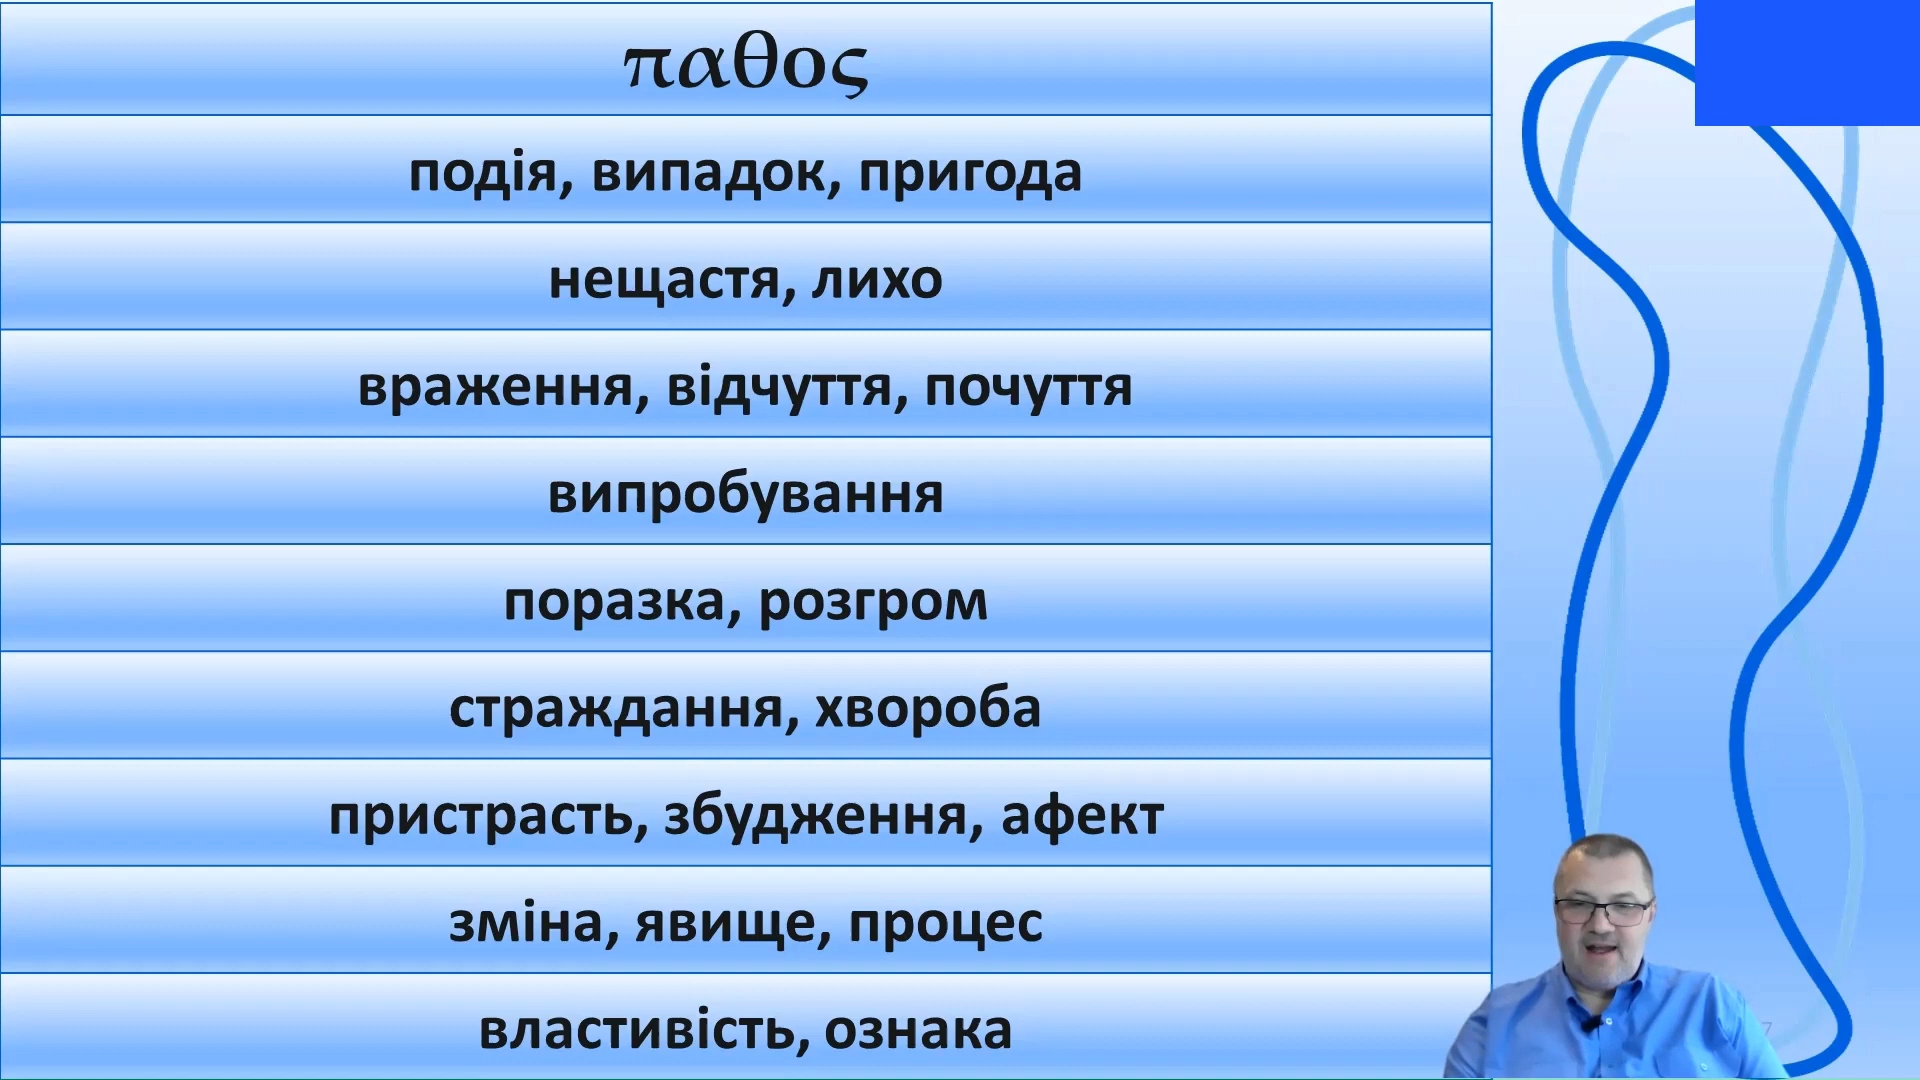 παθος
подія, випадок, пригода
нещастя, лихо
враження, відчуття, почуття
випробування
поразка, розгром
страждання, хвороба
пристрасть, збудження, афект
зміна, явище, процес
властивість, ознака
7